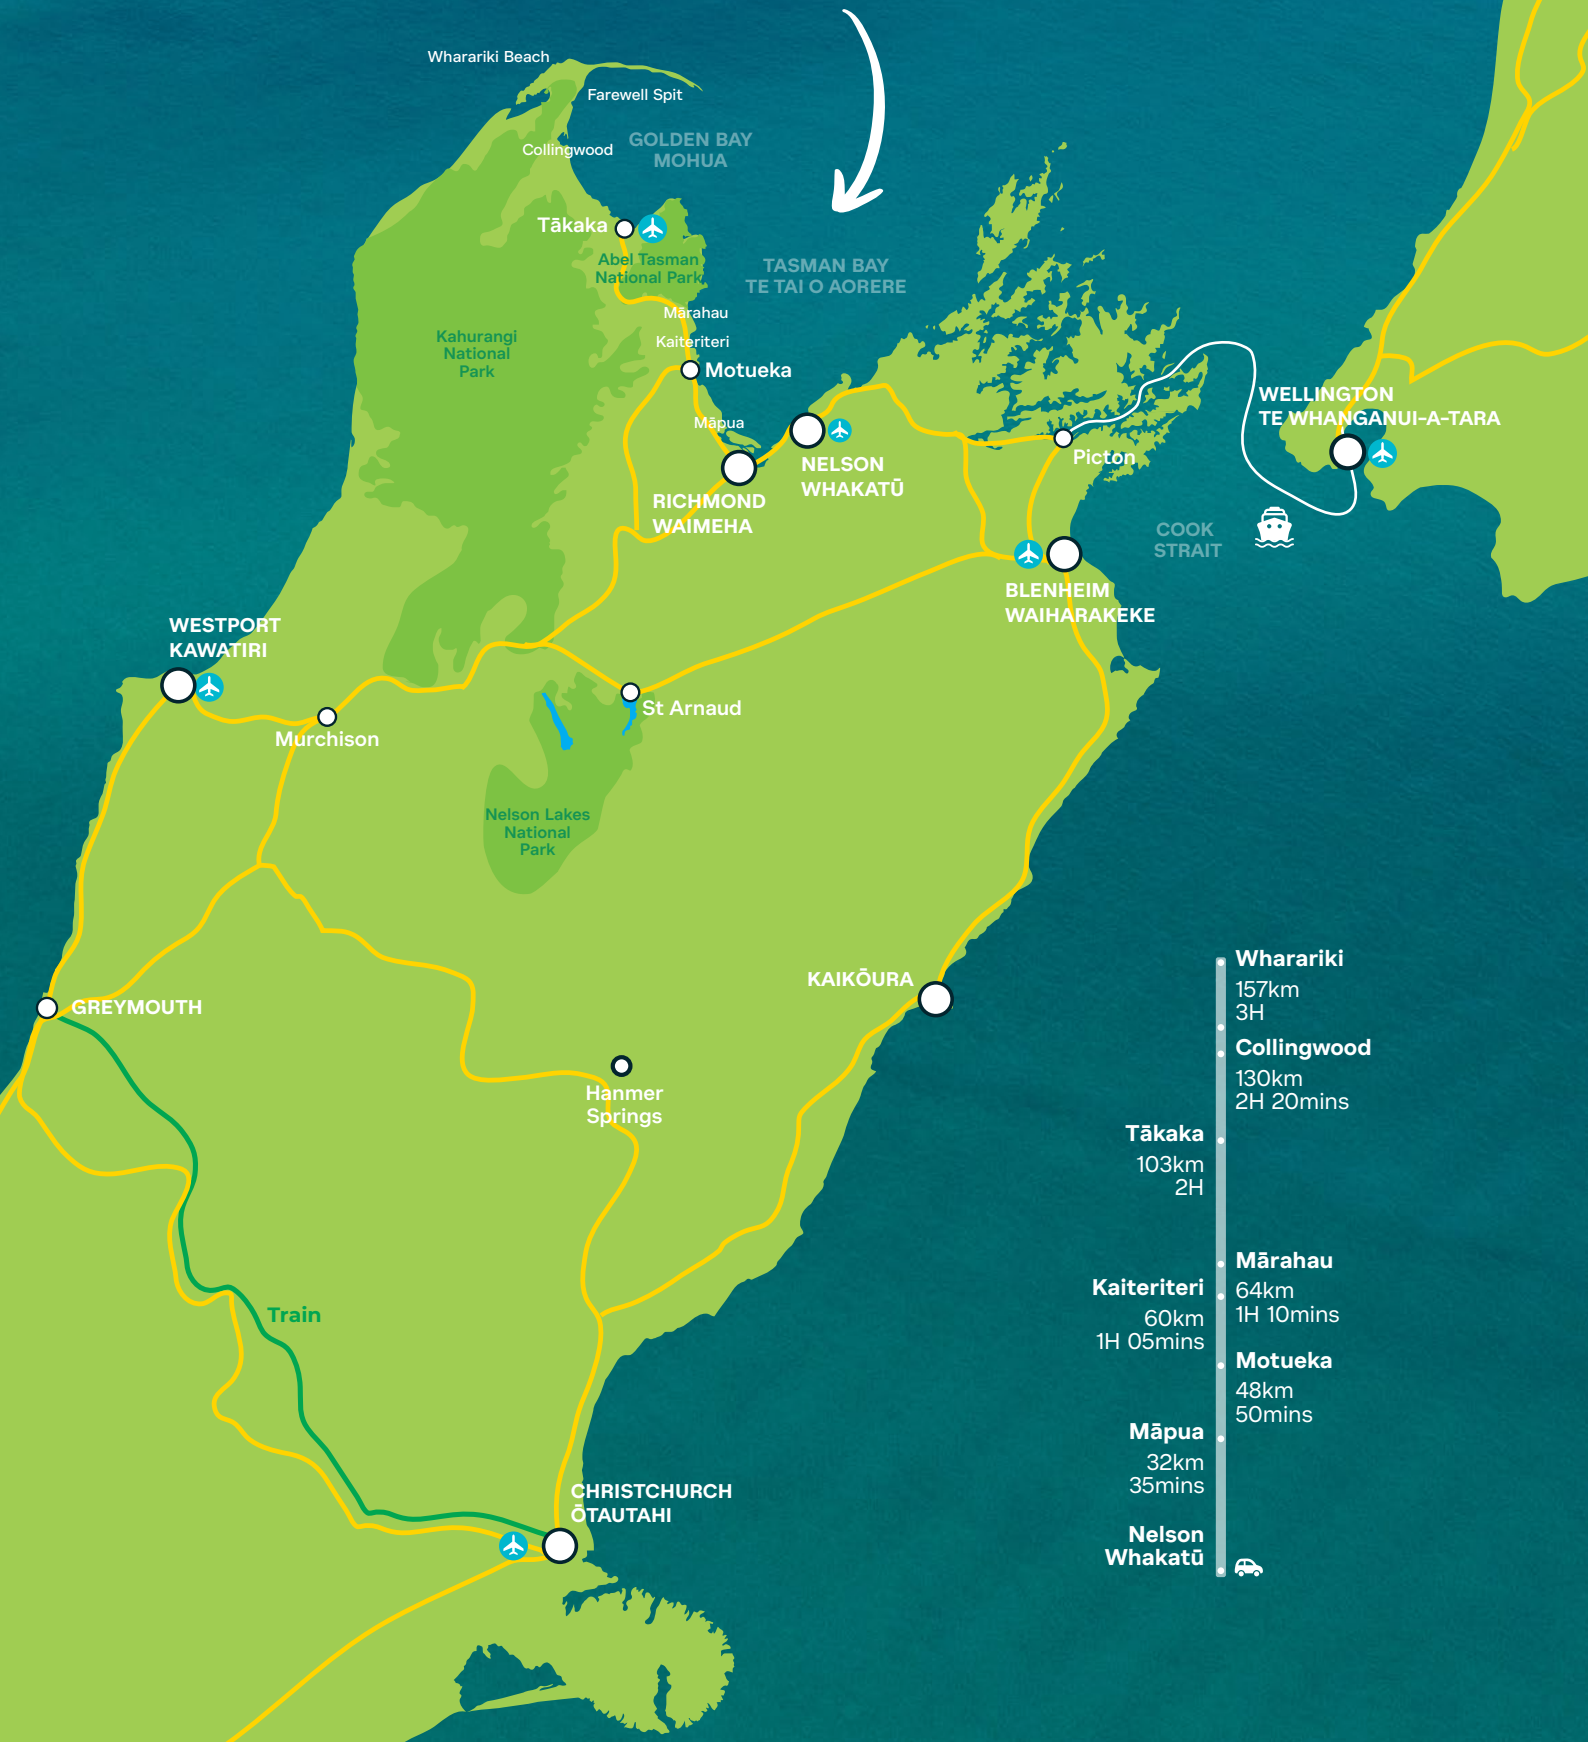 Wharariki Beach
Farewell Spit
GOLDEN BAY
MOHUA
Collingwood
Tākaka
Abel Tasman
National Park
TASMAN BAY
TE TAI O AORERE
Mārahau
Kahurangi
National
Park
Kaiteriteri
Motueka
Māpua
WELLINGTON
TE WHANGANUI-A-TARA
NELSON
WHAKATŪ
Picton
RICHMOND
WAIMEHA
COOK
STRAIT
BLENHEIM
WAIHARAKEKE
WESTPORT
KAWATIRI
St Arnaud
Murchison
Nelson Lakes
National
Park
KAIKŌURA
GREYMOUTH
Hanmer
Springs
Train
CHRISTCHURCH
ŌTAUTAHI
Wharariki
157km
3H
Collingwood
130km
2H 20mins
Tākaka
103km
2H
Mārahau
64km
1H 10mins
Kaiteriteri
60km
1H 05mins
Motueka
48km
50mins
Māpua
32km
35mins
Nelson
Whakatū